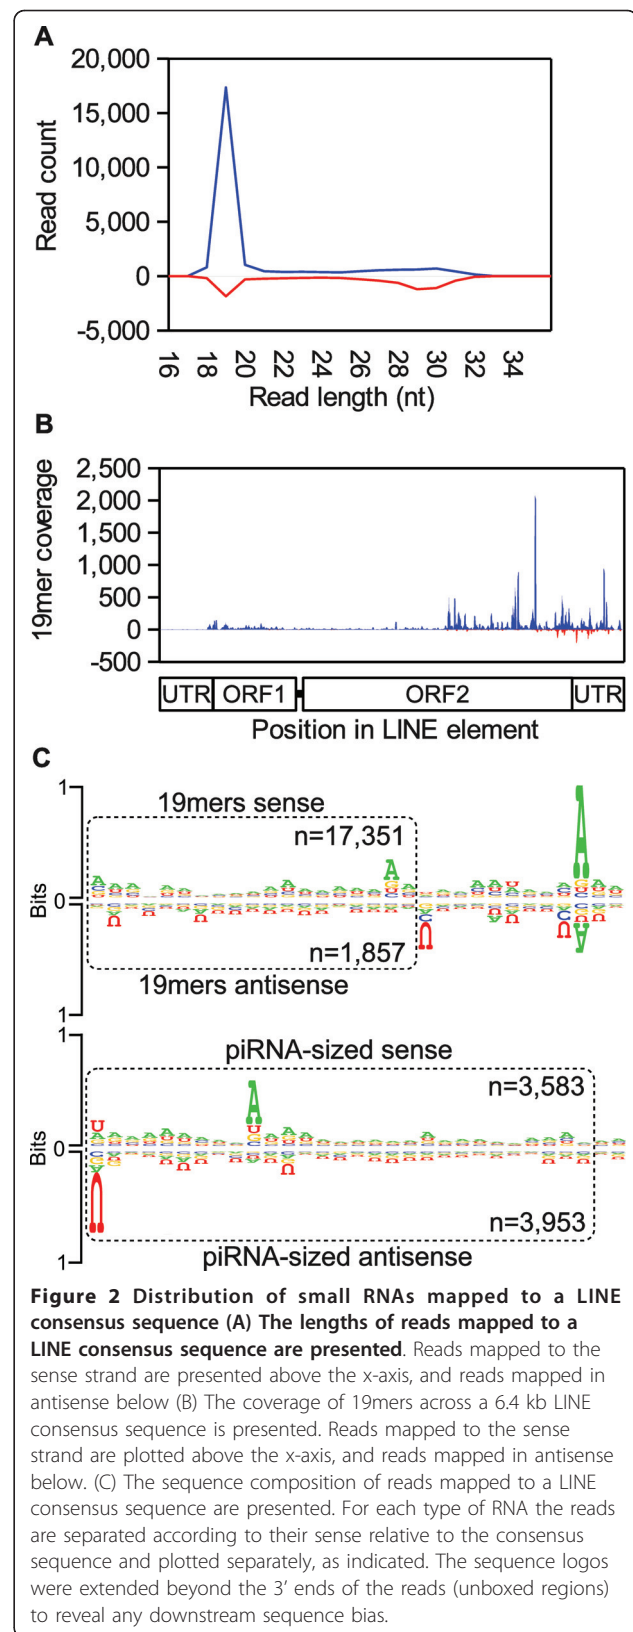 A
20,000
15,000
10,000
5,000
0
-5,000
Read count
16 18 20 22 24 26 28 30 32 34
Read length (nt)
B
2,500
2,000
1,500
1,000
500
0
-500
19mer coverage
UTR ORF1 ORF2 UTR
Position in LINE element
C
1
19mers sense
n=17,351
Bits
0
n=1,857
19mers antisense
1
1
piRNA-sized sense
n=3,583
Bits
0
n=3,953
piRNA-sized antisense
1
Figure 2 Distribution of small RNAs mapped to a LINE
consensus sequence (A) The lengths of reads mapped to a
LINE consensus sequence are presented. Reads mapped to the
sense strand are presented above the x-axis, and reads mapped in
antisense below (B) The coverage of 19mers across a 6.4 kb LINE
consensus sequence is presented. Reads mapped to the sense
strand are plotted above the x-axis, and reads mapped in antisense
below. (C) The sequence composition of reads mapped to a LINE
consensus sequence are presented. For each type of RNA the reads
are separated according to their sense relative to the consensus
sequence and plotted separately, as indicated. The sequence logos
were extended beyond the 3’ ends of the reads (unboxed regions)
to reveal any downstream sequence bias.